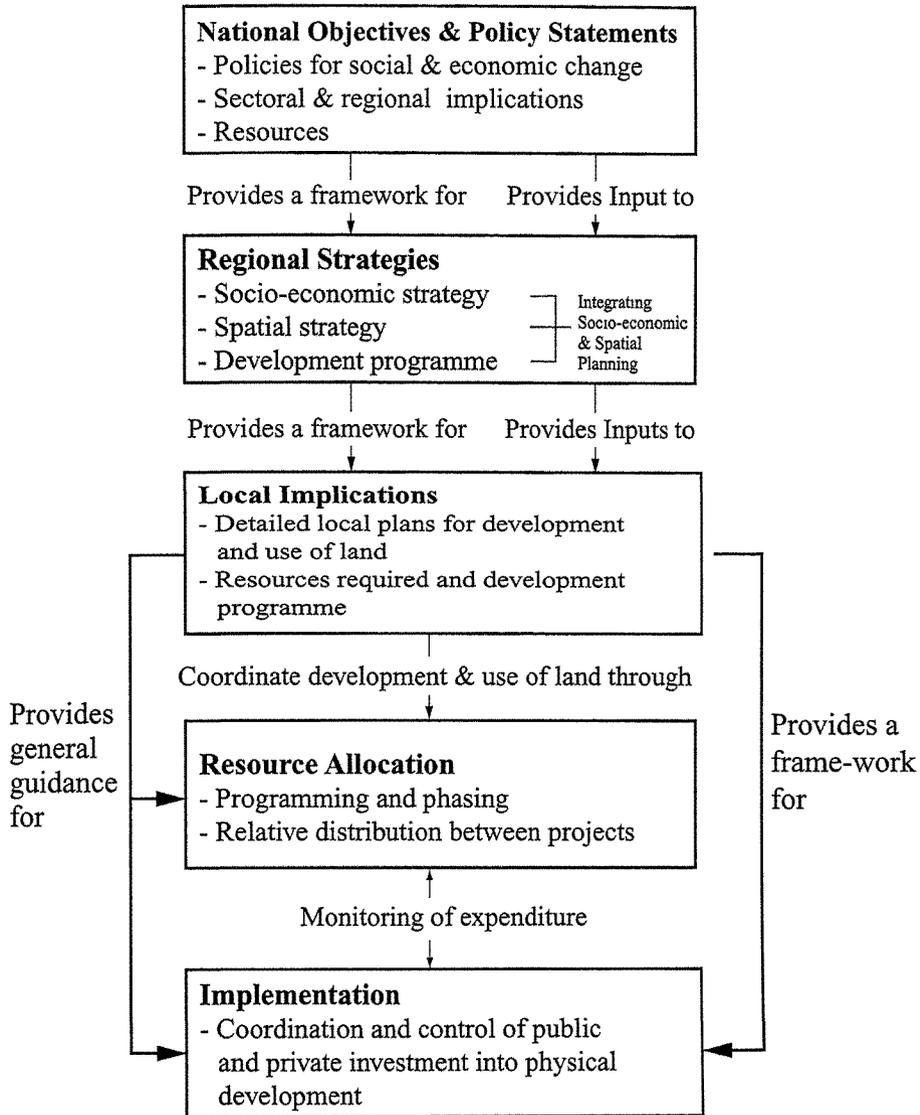 National Objectives & Policy Statements
- Policies for social & economic change
- Sectoral & regional implications
- Resources
Provides a framework for
Provides Input to
Regional Strategies
- Socio-economic strategy
- Spatial strategy
- Development programme
Integrating
Socio-economic
& Spatial
Planning
Provides a framework for
Provides Inputs to
Local Implications
- Detailed local plans for development
and use of land
- Resources required and development
programme
Coordinate development & use of land through
Provides
general
guidance
for
Provides a
frame-work
for
Resource Allocation
- Programming and phasing
- Relative distribution between projects
Monitoring of expenditure
Implementation
- Coordination and control of public
and private investment into physical
development